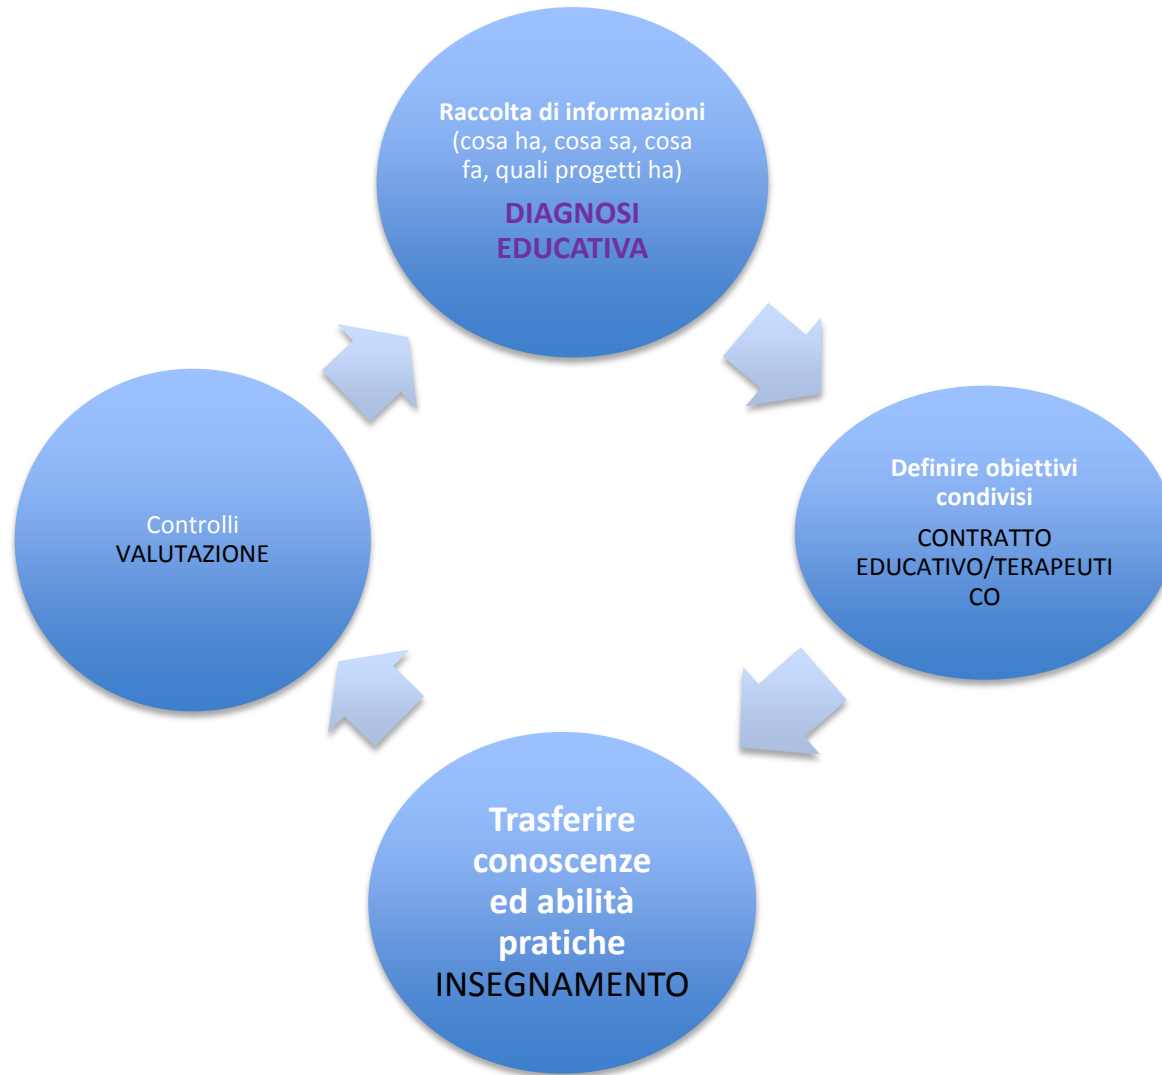 Raccolta di informazioni
(cosa ha, cosa sa, cosa
fa, quali progetti ha)
DIAGNOSI
EDUCATIVA
Definire obiettivi
condivisi
CONTRATTO
EDUCATIVO/TERAPEUTI
CO
Trasferire
conoscenze
ed abilità
pratiche
INSEGNAMENTO
Controlli
VALUTAZIONE